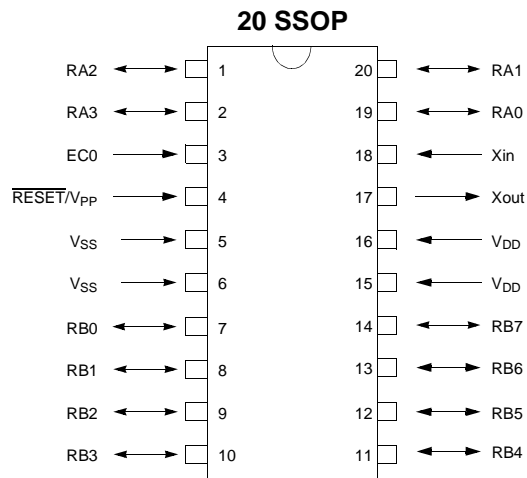 20 SSOP
RA2 1 20 RA1
RA3 2 19 RA0
EC0 3 18 Xin
RESET/VPP 4 17 Xout
VSS 5 16 VDD
VSS 6 15 VDD
RB0 7 14 RB7
RB1 8 13 RB6
RB2 9 12 RB5
RB3 10 11 RB4